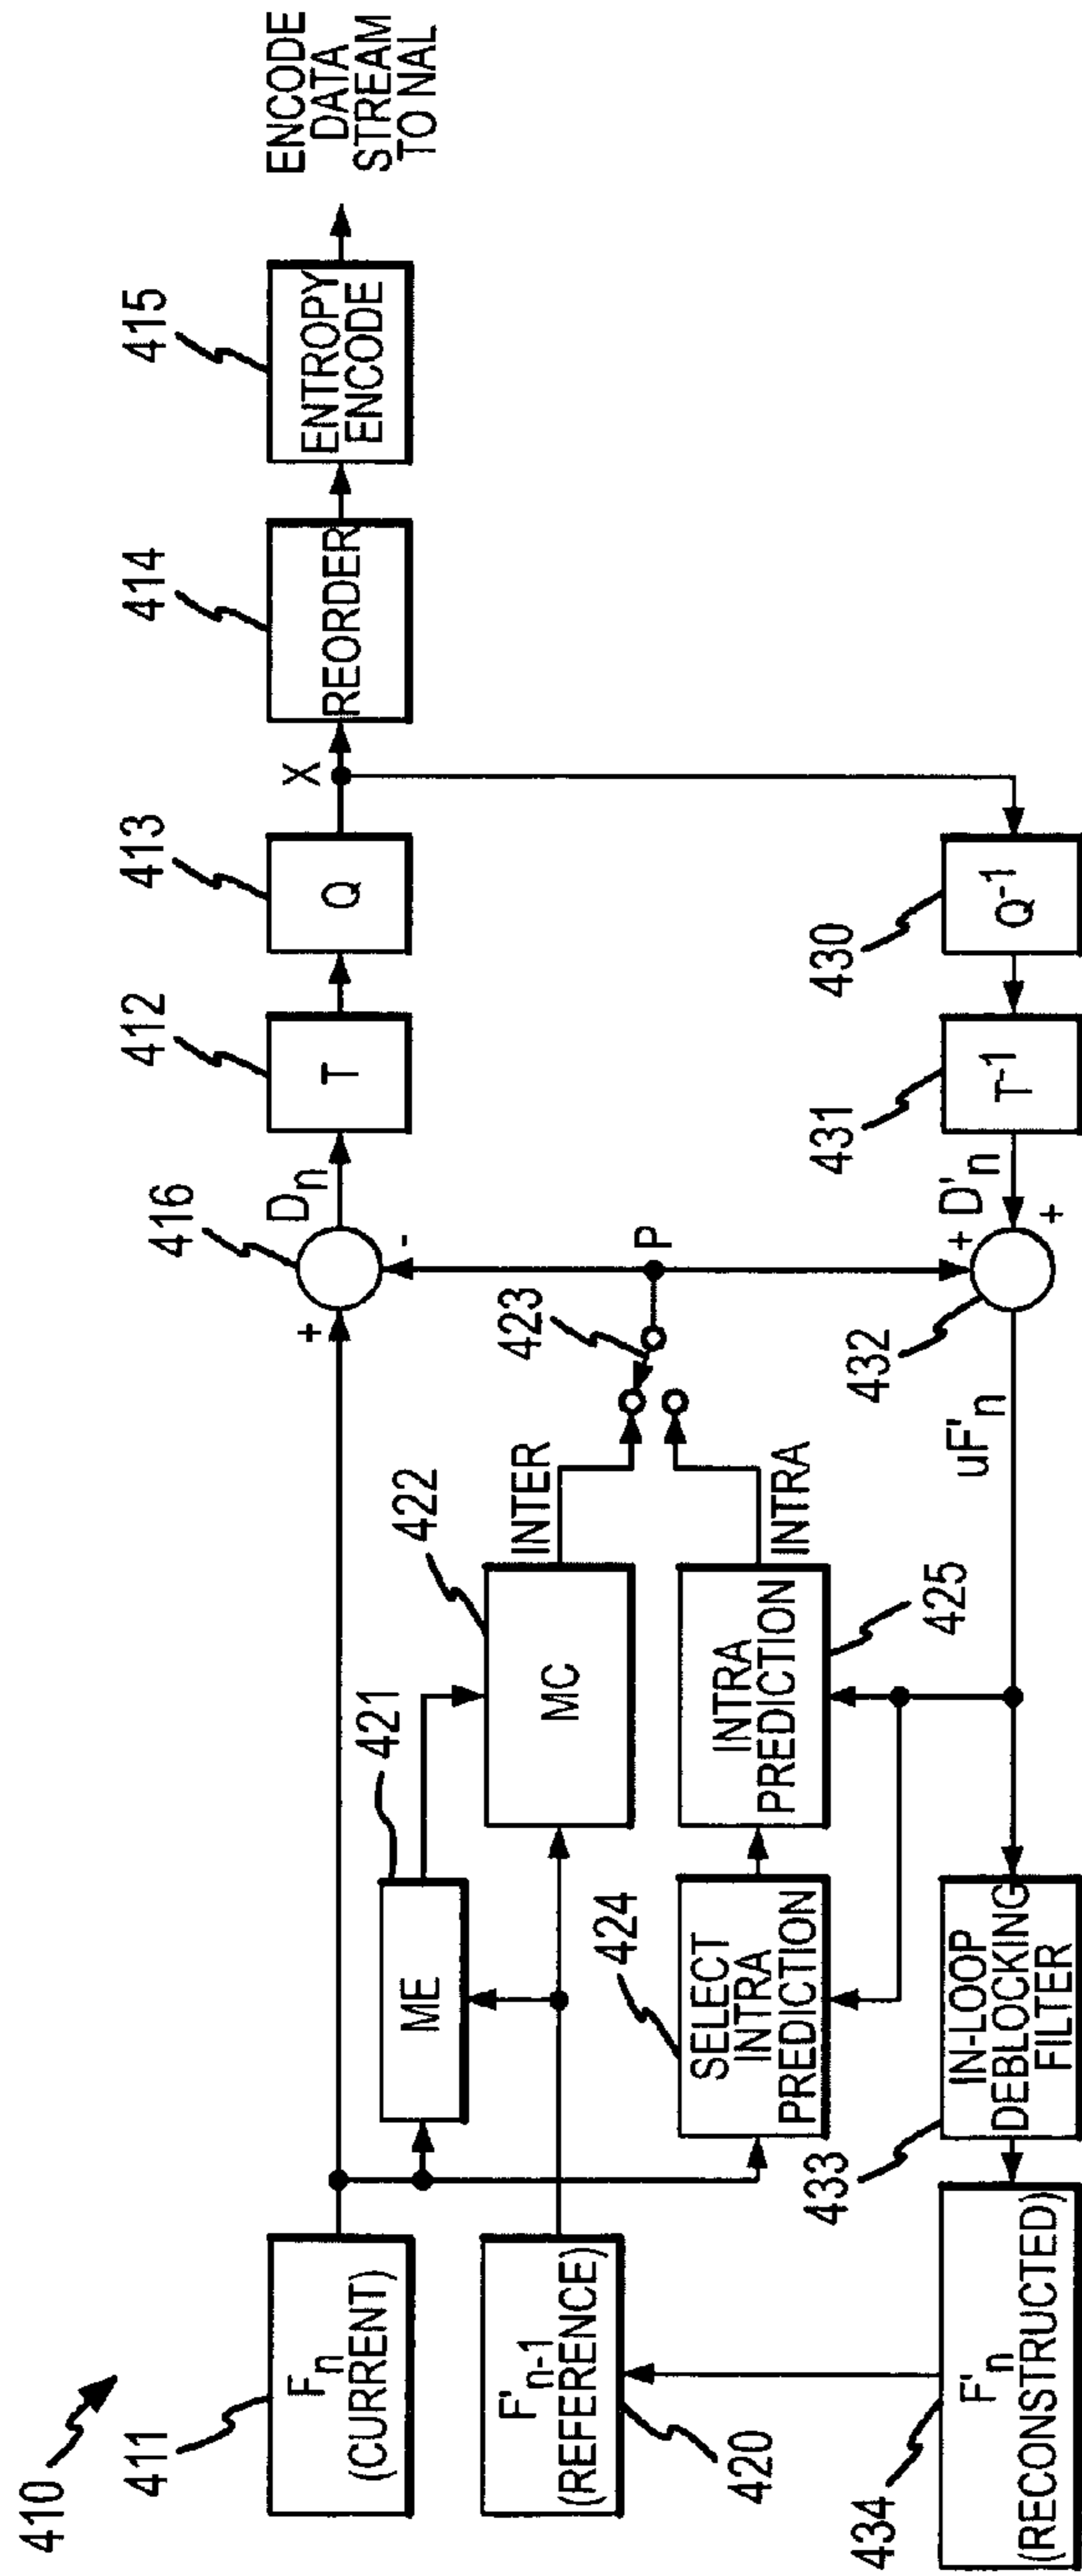 410
411
F n
(CURRENT)
416
+
-
D n
412
T
413
Q
X
414
REORDER
415
ENTROPY
ENCODE
ENCODE
DATA
STREAM
TO NAL
421
ME
422
MC
INTER
423
P
F' n-1
(REFERENCE)
420
424
SELECT
INTRA
PREDICTION
INTRA
PREDICTION
425
INTRA
434
F' n
(RECONSTRUCTED)
433
IN-LOOP
DEBLOCKING
FILTER
uF' n
432
+
+
D' n
431
T-1
430
Q-1